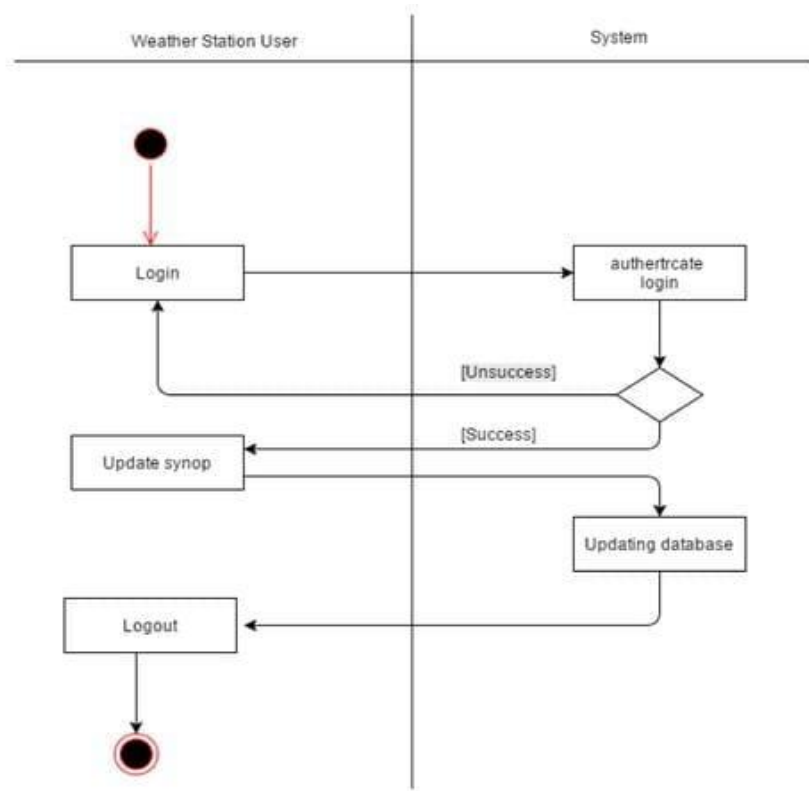 Weather Station User
System
Login
authertrcate
login
[Unsuccess]
[Success]
Update synop
Updating database
Logout